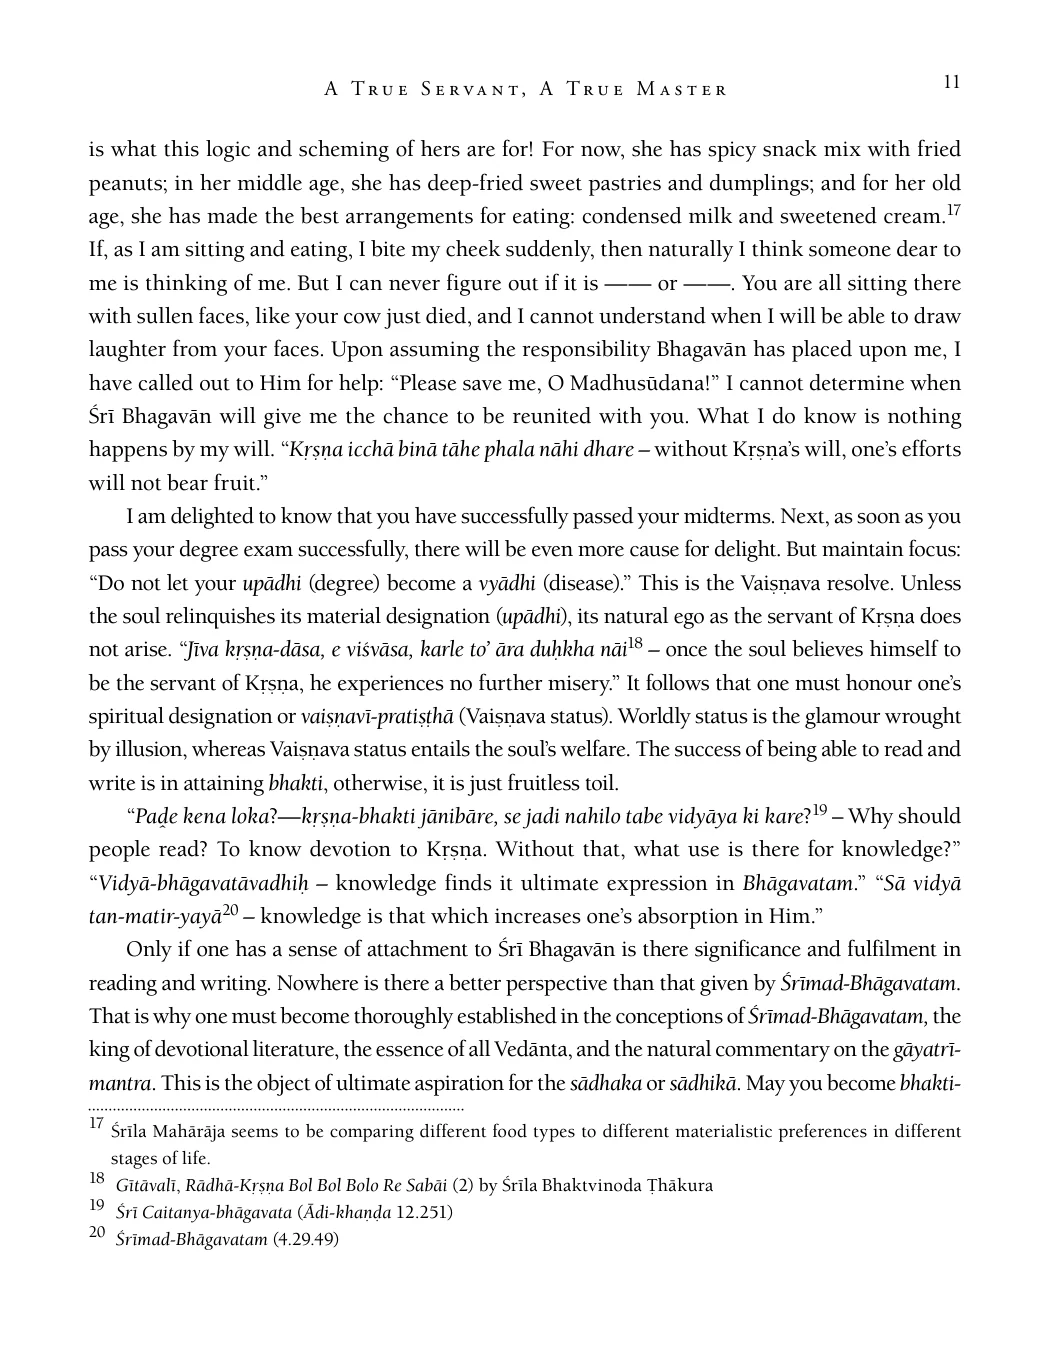 A True Servant, A True Master
11
is what this logic and scheming of hers are for! For now, she has spicy snack mix with fried
peanuts; in her middle age, she has deep-fried sweet pastries and dumplings; and for her old
age, she has made the best arrangements for eating: condensed milk and sweetened cream.17
If, as I am sitting and eating, I bite my cheek suddenly, then naturally I think someone dear to
me is thinking of me. But I can never figure out if it is —— or ——. You are all sitting there
with sullen faces, like your cow just died, and I cannot understand when I will be able to draw
laughter from your faces. Upon assuming the responsibility Bhagavān has placed upon me, I
have called out to Him for help: “Please save me, O Madhusūdana!” I cannot determine when
Śrī Bhagavān will give me the chance to be reunited with you. What I do know is nothing
happens by my will. “Kṛṣṇa icchā binā tāhe phala nāhi dhare – without Kṛṣṇa’s will, one’s efforts
will not bear fruit.”
I am delighted to know that you have successfully passed your midterms. Next, as soon as you
pass your degree exam successfully, there will be even more cause for delight. But maintain focus:
“Do not let your upādhi (degree) become a vyādhi (disease).” This is the Vaiṣṇava resolve. Unless
the soul relinquishes its material designation (upādhi), its natural ego as the servant of Kṛṣṇa does
not arise. “Jīva kṛṣṇa-dāsa, e viśvāsa, karle to’ āra duḥkha nāi18 – once the soul believes himself to
be the servant of Kṛṣṇa, he experiences no further misery.” It follows that one must honour one’s
spiritual designation or vaiṣṇavī-pratiṣṭhā (Vaiṣṇava status). Worldly status is the glamour wrought
by illusion, whereas Vaiṣṇava status entails the soul’s welfare. The success of being able to read and
write is in attaining bhakti, otherwise, it is just fruitless toil.
“Paḓe kena loka?—kṛṣṇa-bhakti jānibāre, se jadi nahilo tabe vidyāya ki kare?19 – Why should
people read? To know devotion to Kṛṣṇa. Without that, what use is there for knowledge?”
“Vidyā-bhāgavatāvadhiḥ – knowledge finds it ultimate expression in Bhāgavatam.” “Sā vidyā
tan-matir-yayā20 – knowledge is that which increases one’s absorption in Him.”
Only if one has a sense of attachment to Śrī Bhagavān is there significance and fulfilment in
reading and writing. Nowhere is there a better perspective than that given by Śrīmad-Bhāgavatam.
That is why one must become thoroughly established in the conceptions of Śrīmad-Bhāgavatam, the
king of devotional literature, the essence of all Vedānta, and the natural commentary on the gāyatrī-
mantra. This is the object of ultimate aspiration for the sādhaka or sādhikā. May you become bhakti-
17 Śrīla Mahārāja seems to be comparing different food types to different materialistic preferences in different
stages of life.
18 Gītāvalī, Rādhā-Kṛṣṇa Bol Bol Bolo Re Sabāi (2) by Śrīla Bhaktvinoda Ṭhākura
19 Śrī Caitanya-bhāgavata (Ādi-khaṇḍa 12.251)
20 Śrīmad-Bhāgavatam (4.29.49)